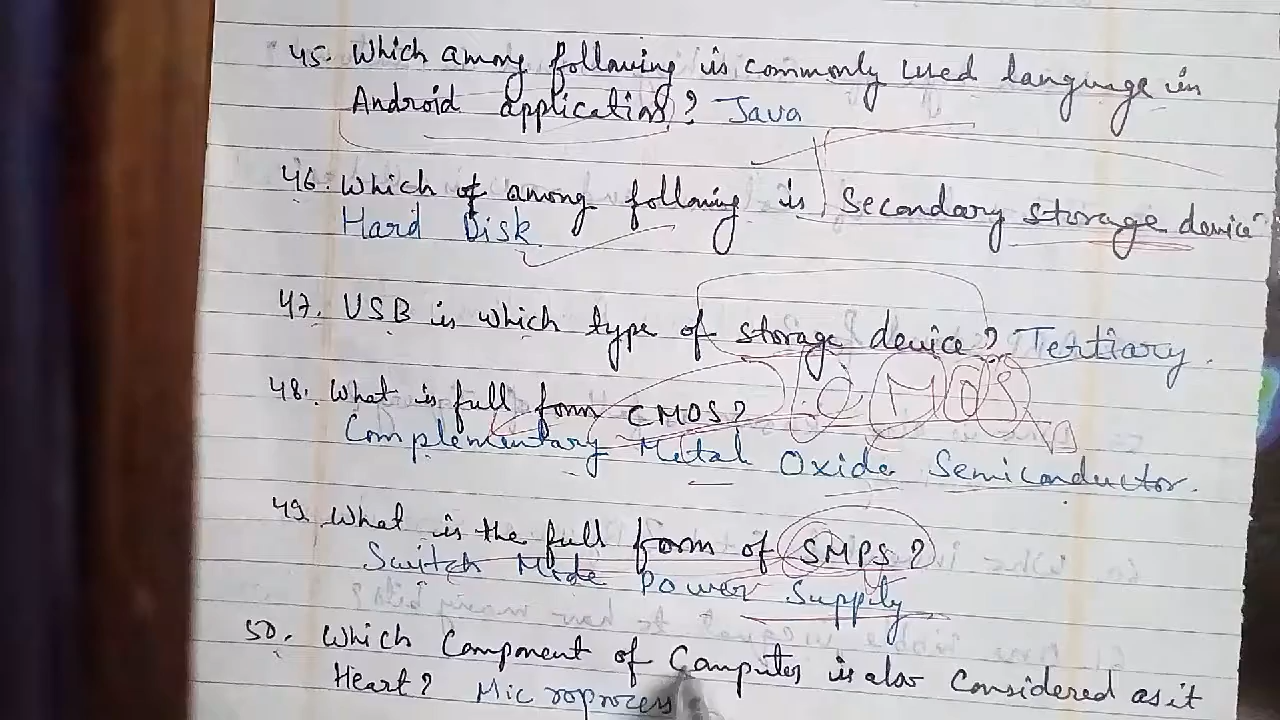 45. Which among following is commonly used language in
Android application? Java
46. Which of among following is Secondary storage device?
Hard Disk
47. USB is which type of storage device? Tertiary.
48. What is full form CMOS? CMOS
Complementary Metal Oxide Semiconductor.
49. What is the full form of SMPS?
Switch Mode Power Supply
50. Which Component of Computer is also Considered as it
Heart? Microprocess